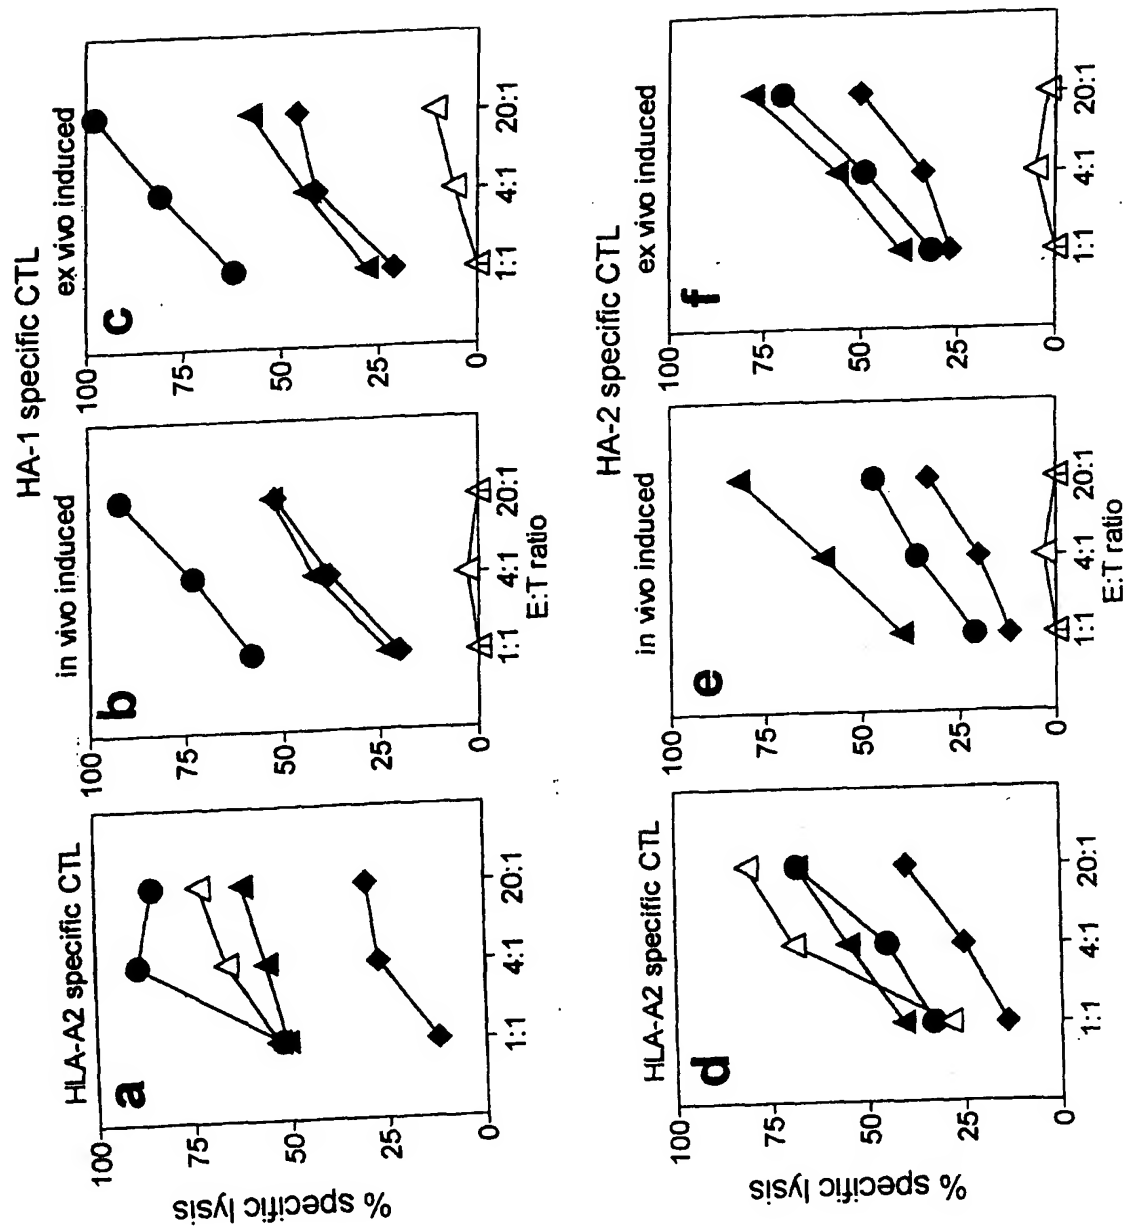 HA-1 specific CTL
HLA-A2 specific CTL
in vivo induced
ex vivo induced
a
b
c
% specific lysis
100
75
50
25
0
1:1
4:1
20:1
100
75
50
25
0
1:1
4:1
20:1
E:T ratio
100
75
50
25
0
1:1
4:1
20:1
HA-2 specific CTL
HLA-A2 specific CTL
in vivo induced
ex vivo induced
d
e
f
% specific lysis
100
75
50
25
0
1:1
4:1
20:1
100
75
50
25
0
1:1
4:1
20:1
E:T ratio
100
75
50
25
0
1:1
4:1
20:1